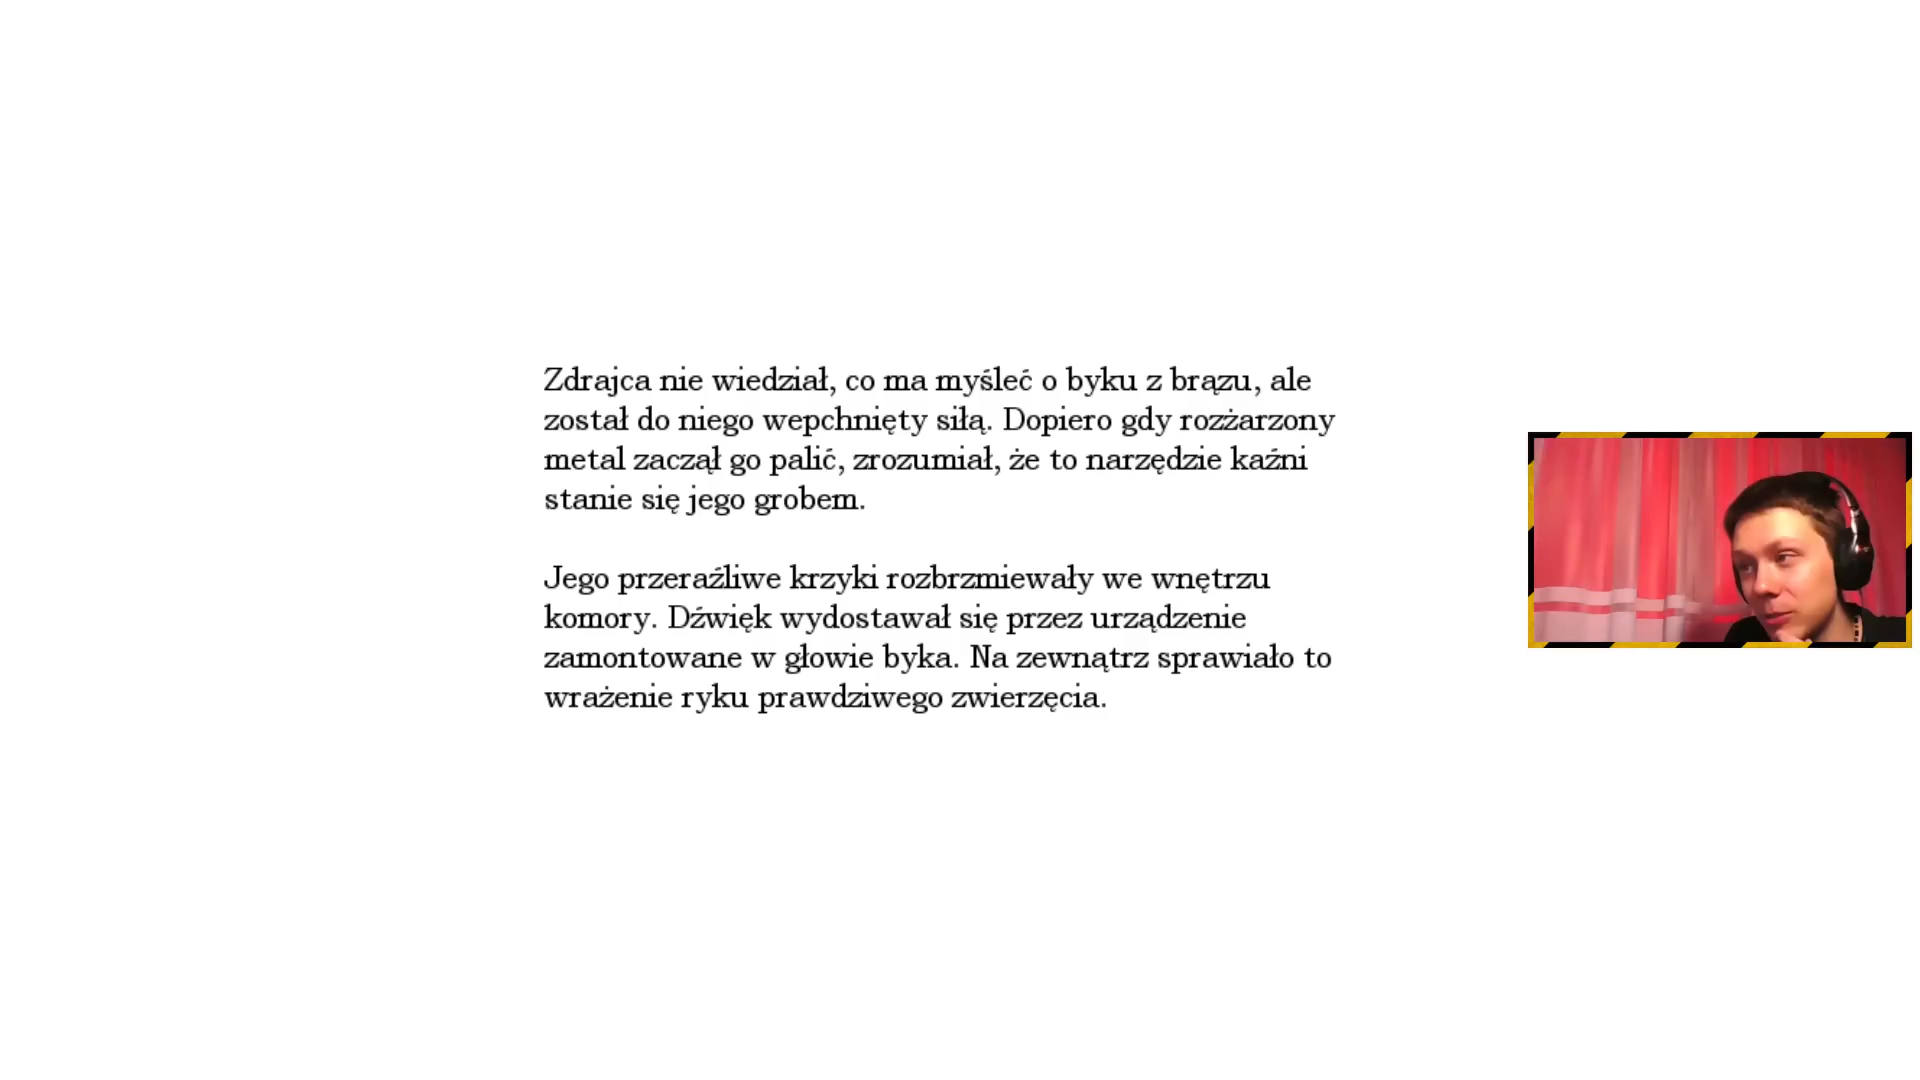 Zdrajca nie wiedział, co ma myśleć o byku z brązu, ale
został do niego wepchnięty siłą. Dopiero gdy rozżarzony
metal zaczął go palić, zrozumiał, że to narzędzie kaźni
stanie się jego grobem.
Jego przeraźliwe krzyki rozbrzmiewały we wnętrzu
komory. Dźwięk wydostawał się przez urządzenie
zamontowane w głowie byka. Na zewnątrz sprawiało to
wrażenie ryku prawdziwego zwierzęcia.